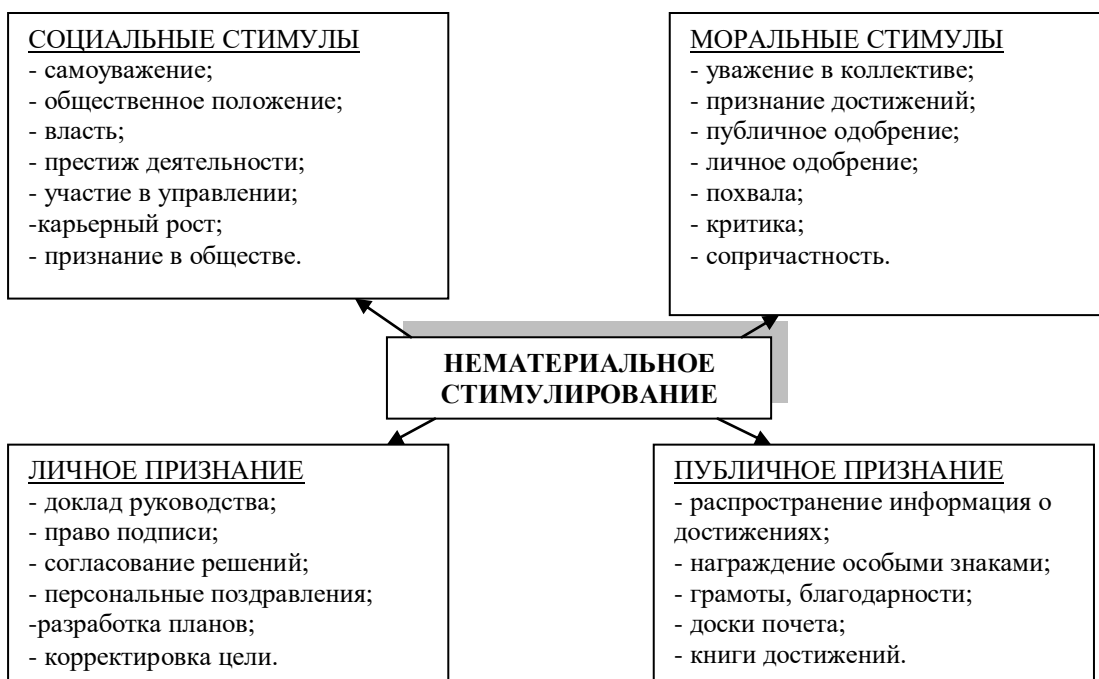 СОЦИАЛЬНЫЕ СТИМУЛЫ
- самоуважение;
- общественное положение;
- власть;
- престиж деятельности;
- участие в управлении;
-карьерный рост;
- признание в обществе.
МОРАЛЬНЫЕ СТИМУЛЫ
- уважение в коллективе;
- признание достижений;
- публичное одобрение;
- личное одобрение;
- похвала;
- критика;
- сопричастность.
НЕМАТЕРИАЛЬНОЕ
СТИМУЛИРОВАНИЕ
ЛИЧНОЕ ПРИЗНАНИЕ
- доклад руководства;
- право подписи;
- согласование решений;
- персональные поздравления;
-разработка планов;
- корректировка цели.
ПУБЛИЧНОЕ ПРИЗНАНИЕ
- распространение информация о
достижениях;
- награждение особыми знаками;
- грамоты, благодарности;
- доски почета;
- книги достижений.